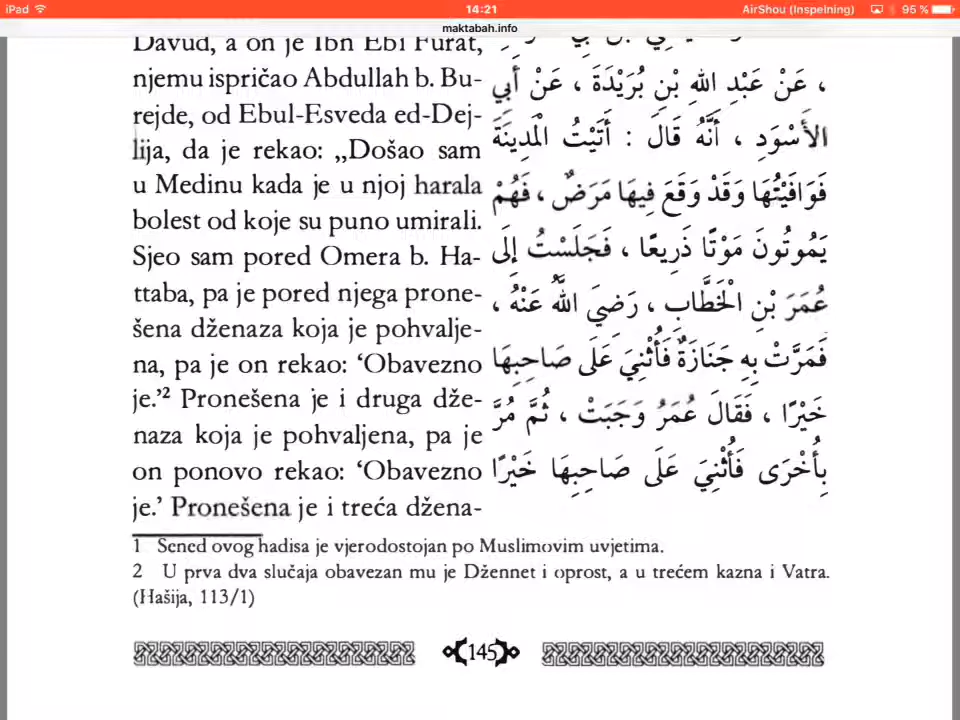 iPad 14:21 AirShou (Inspelning) 95 %
maktabah.info
Davud, a on je Ibn Ebi Furat,
njemu ispričao Abdullah b. Bu-
rejde, od Ebul-Esveda ed-Dej-
lija, da je rekao: „Došao sam
u Medinu kada je u njoj harala
bolest od koje su puno umirali.
Sjeo sam pored Omera b. Ha-
ttaba, pa je pored njega prone-
šena dženaza koja je pohvalje-
na, pa je on rekao: ‘Obavezno
je.’² Pronešena je i druga dže-
naza koja je pohvaljena, pa je
on ponovo rekao: ‘Obavezno
je.’ Pronešena je i treća džena-
، عَنْ عَبْدِ اللهِ بْنِ بُرَيْدَةَ ، عَنْ أَبِي
الأَسْوَدِ ، أَنَّهُ قَالَ : أَتَيْتُ الْمَدِينَةَ
فَوَافَيْتُهَا وَقَدْ وَقَعَ فِيهَا مَرَضٌ ، فَهُمْ
يَمُوتُونَ مَوْتًا ذَرِيعًا ، فَجَلَسْتُ إِلَى
عُمَرَ بْنِ الْخَطَّابِ ، رَضِيَ اللهُ عَنْهُ ،
فَمَرَّتْ بِهِ جَنَازَةٌ فَأُثْنِيَ عَلَى صَاحِبِهَا
خَيْرًا ، فَقَالَ عُمَرُ وَجَبَتْ ، ثُمَّ مُرَّ
بِأُخْرَى فَأُثْنِيَ عَلَى صَاحِبِهَا خَيْرًا
1 Sened ovog hadisa je vjerodostojan po Muslimovim uvjetima.
2 U prva dva slučaja obavezan mu je Džennet i oprost, a u trećem kazna i Vatra.
(Hašija, 113/1)
145